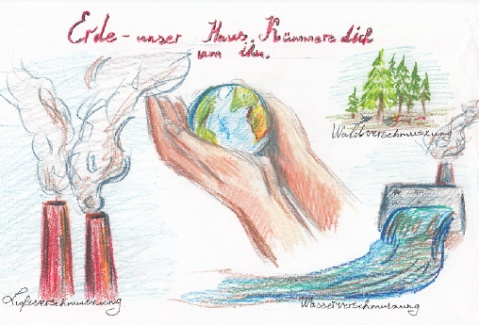 Erde - unser Haus. Kümmere dich
um ihn.
Waldverschmutzung
Luftverschmutzung
Wasserverschmutzung